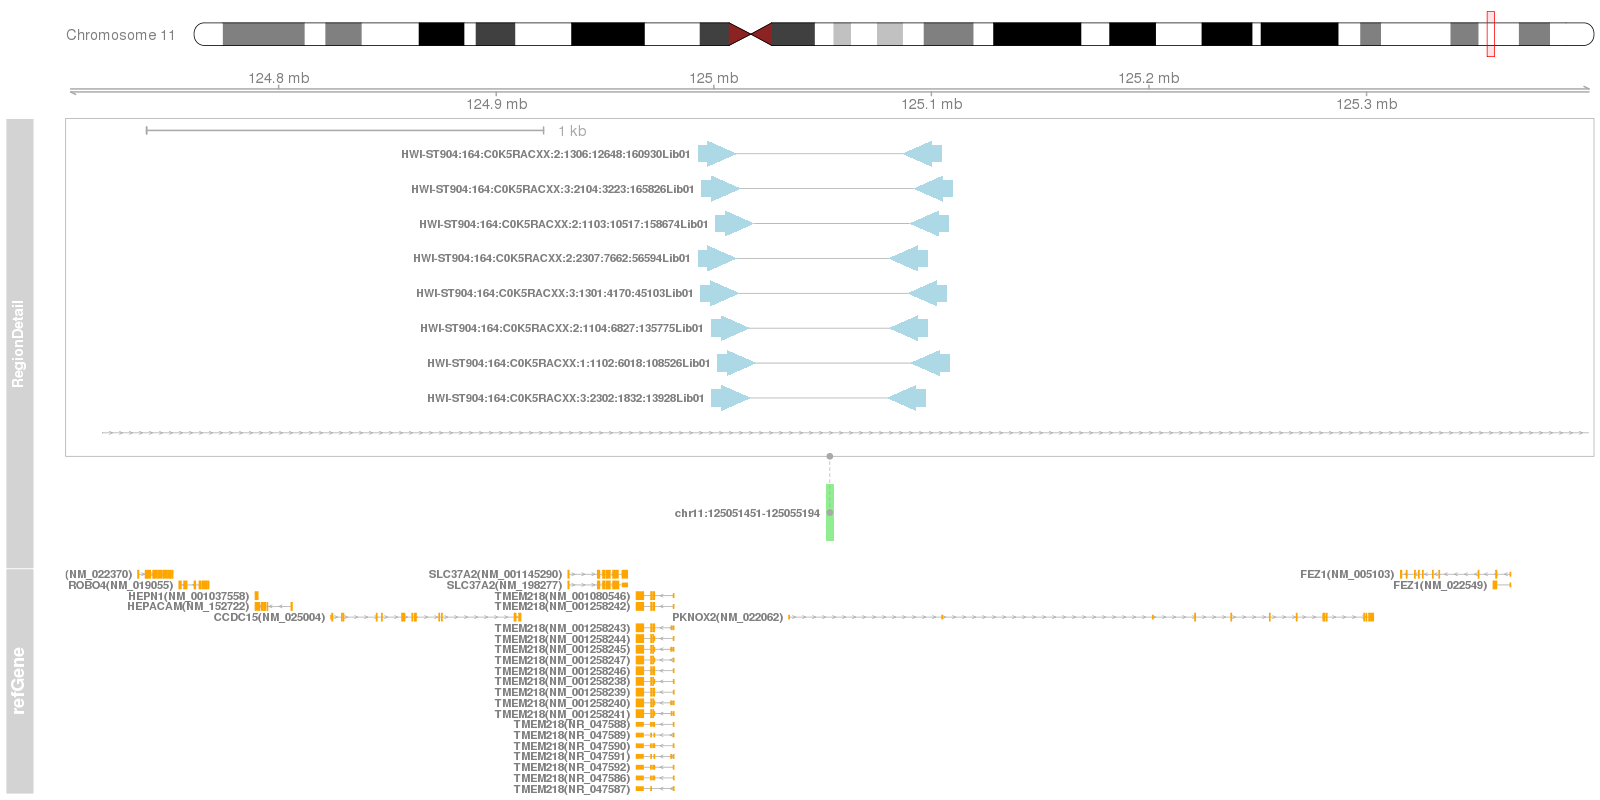 Chromosome 11
124.8 mb
125 mb
125.2 mb
124.9 mb
125.1 mb
125.3 mb
RegionDetail
1 kb
HWI-ST904:164:C0K5RACXX:2:1306:12648:160930Lib01
HWI-ST904:164:C0K5RACXX:3:2104:3223:165826Lib01
HWI-ST904:164:C0K5RACXX:2:1103:10517:158674Lib01
HWI-ST904:164:C0K5RACXX:2:2307:7662:56594Lib01
HWI-ST904:164:C0K5RACXX:3:1301:4170:45103Lib01
HWI-ST904:164:C0K5RACXX:2:1104:6827:135775Lib01
HWI-ST904:164:C0K5RACXX:1:1102:6018:108526Lib01
HWI-ST904:164:C0K5RACXX:3:2302:1832:13928Lib01
chr11:125051451-125055194
refGene
(NM_022370)
SLC37A2(NM_001145290)
FEZ1(NM_005103)
ROBO4(NM_019055)
SLC37A2(NM_198277)
FEZ1(NM_022549)
HEPN1(NM_001037558)
TMEM218(NM_001080546)
HEPACAM(NM_152722)
TMEM218(NM_001258242)
CCDC15(NM_025004)
PKNOX2(NM_022062)
TMEM218(NM_001258243)
TMEM218(NM_001258244)
TMEM218(NM_001258245)
TMEM218(NM_001258247)
TMEM218(NM_001258246)
TMEM218(NM_001258238)
TMEM218(NM_001258239)
TMEM218(NM_001258240)
TMEM218(NM_001258241)
TMEM218(NR_047588)
TMEM218(NR_047589)
TMEM218(NR_047590)
TMEM218(NR_047591)
TMEM218(NR_047592)
TMEM218(NR_047586)
TMEM218(NR_047587)